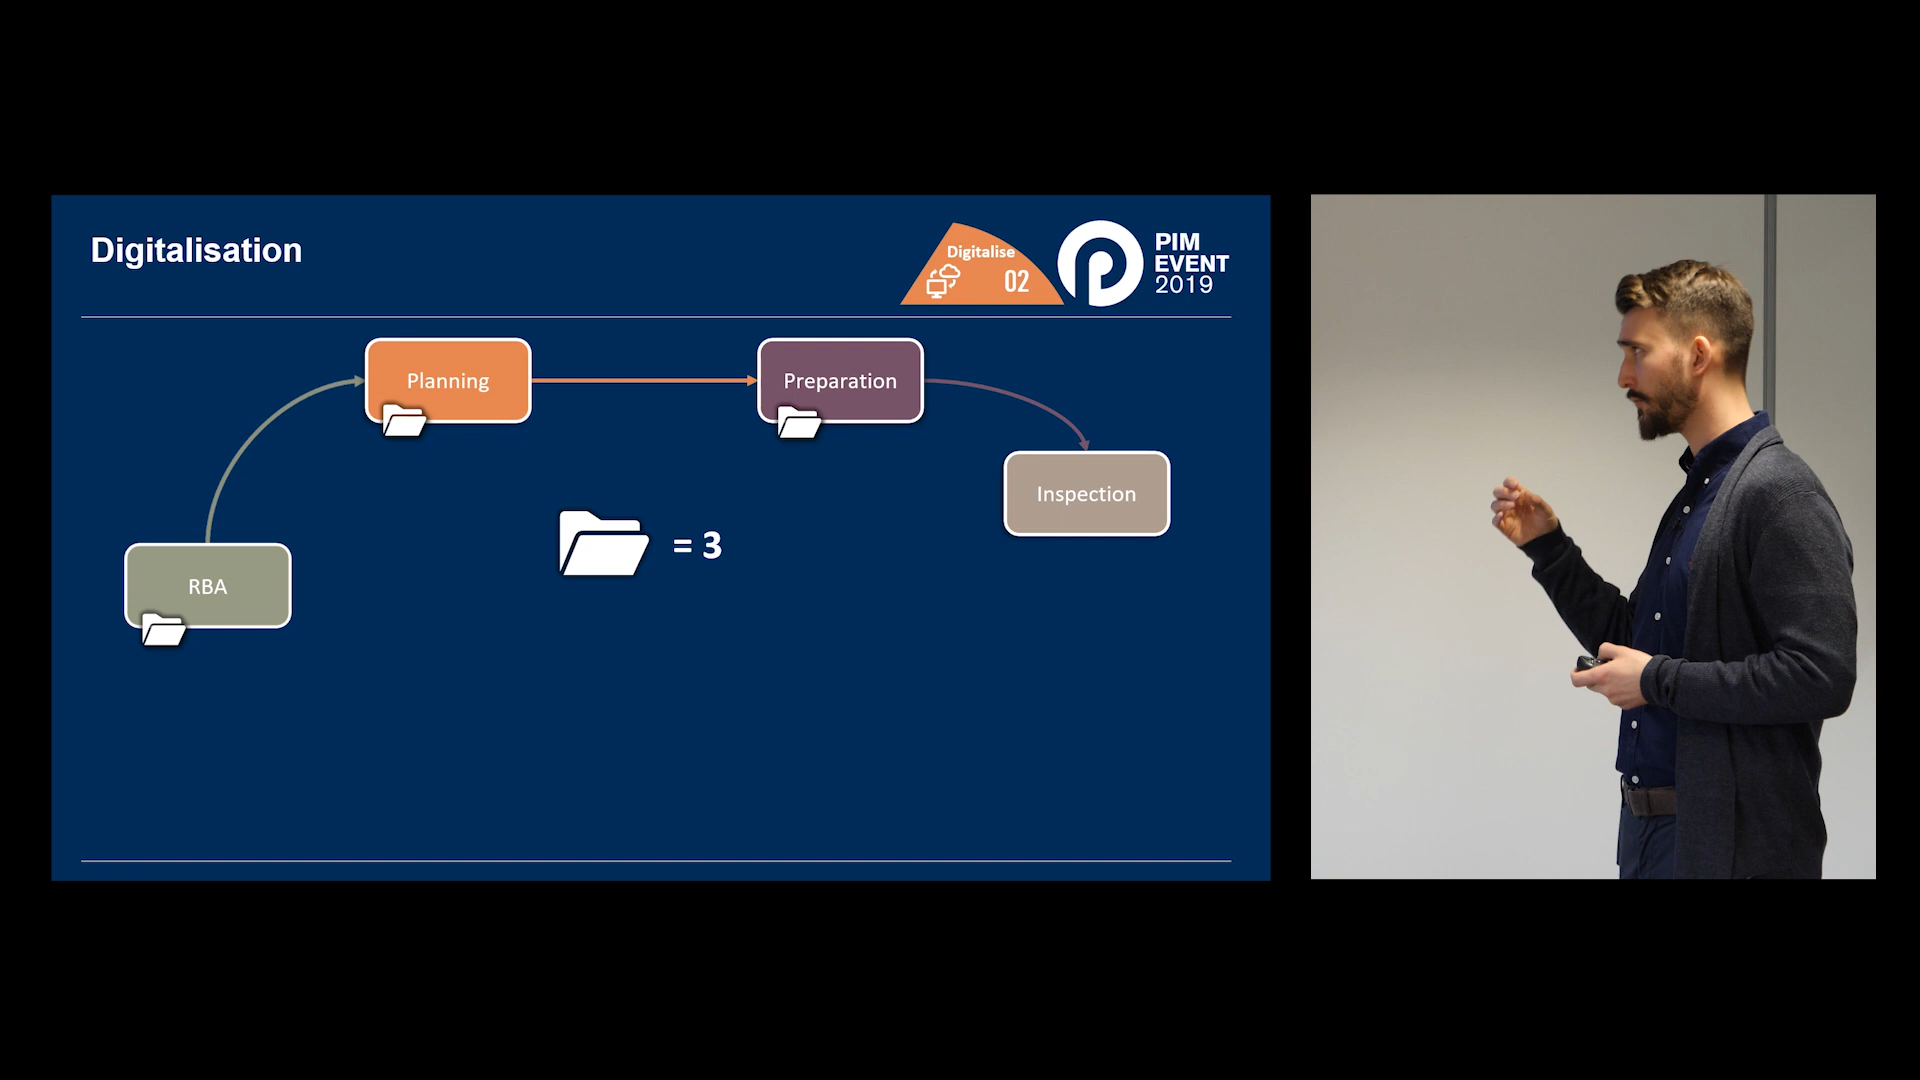 Digitalisation
Digitalise
02
PIM
EVENT
2019
Planning
Preparation
Inspection
= 3
RBA